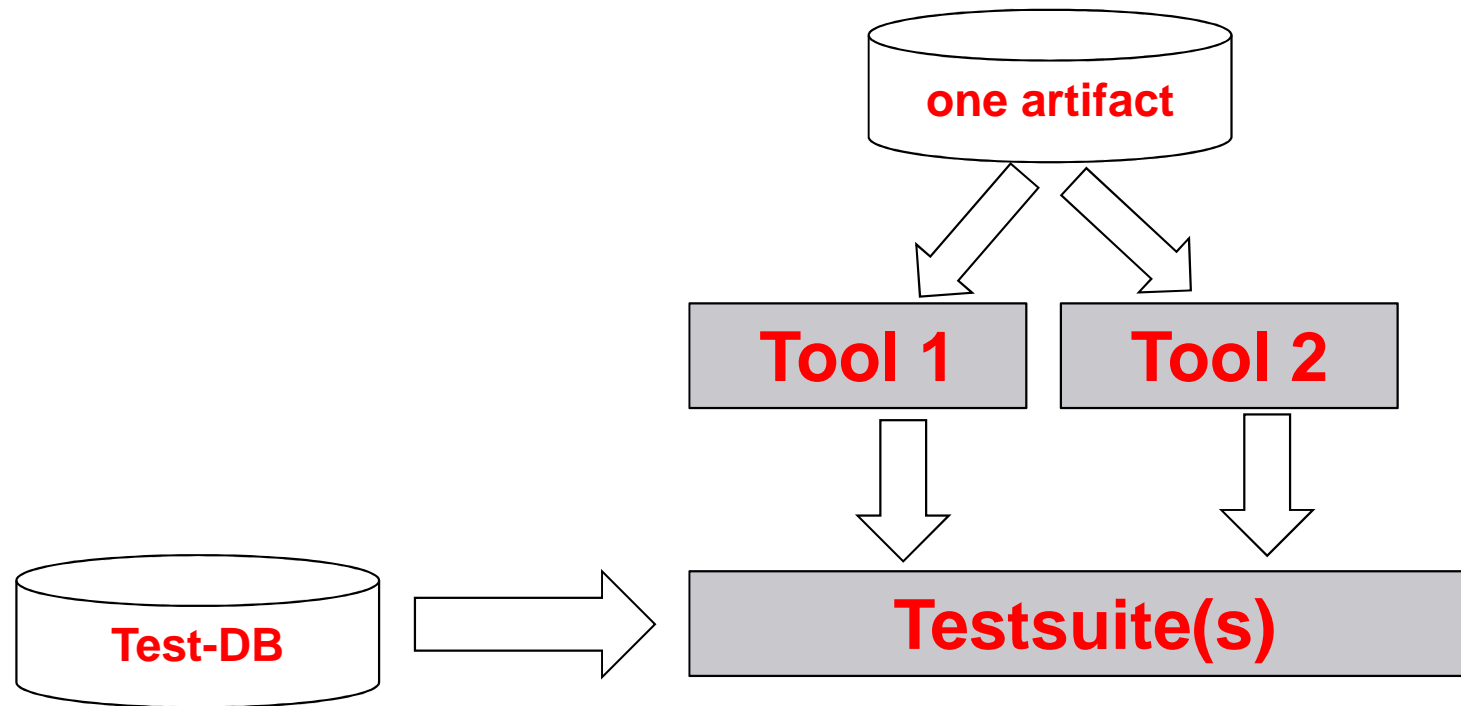 one artifact
Tool 1
Tool 2
Test-DB
Testsuite(s)